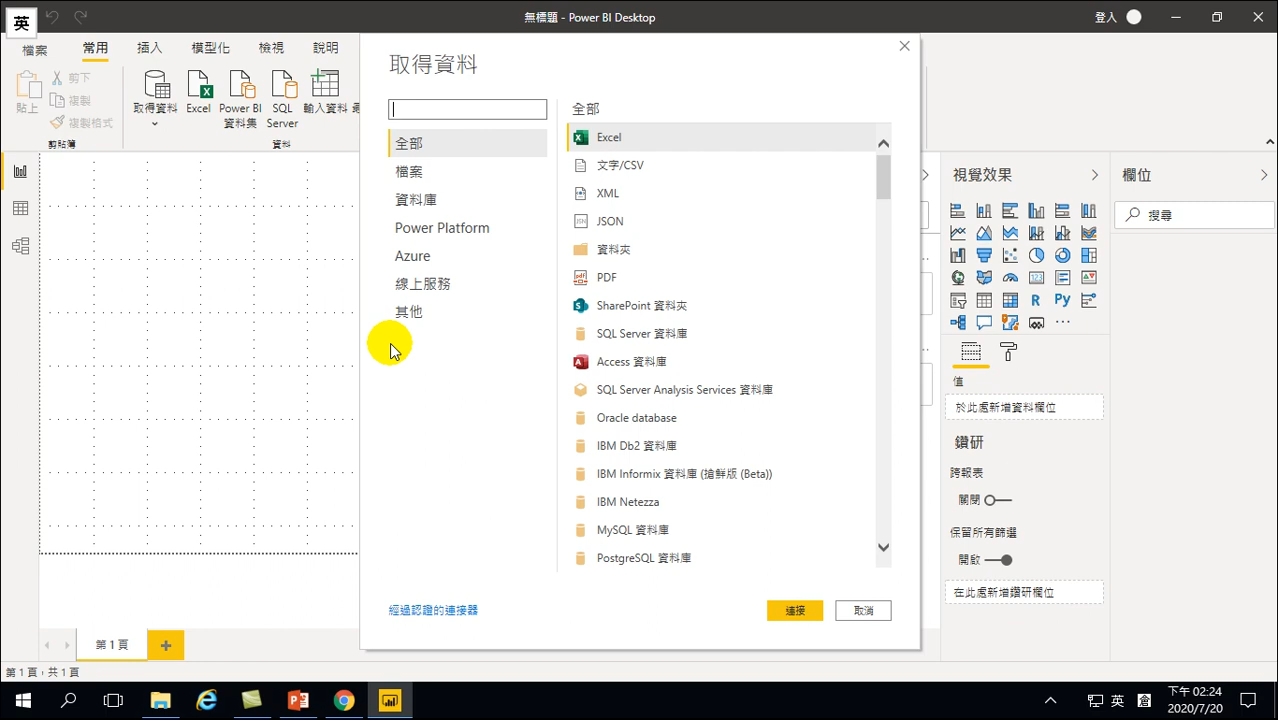 英
無標題 - Power BI Desktop
登入
檔案
常用
插入
模型化
檢視
說明
貼上
剪下
複製
複製格式
剪貼簿
取得資料
Excel
Power BI
資料集
SQL
Server
輸入資料
資料
取得資料
全部
檔案
資料庫
Power Platform
Azure
線上服務
其他
全部
Excel
文字/CSV
XML
JSON
資料夾
PDF
SharePoint 資料夾
SQL Server 資料庫
Access 資料庫
SQL Server Analysis Services 資料庫
Oracle database
IBM Db2 資料庫
IBM Informix 資料庫 (搶鮮版 (Beta))
IBM Netezza
MySQL 資料庫
PostgreSQL 資料庫
經過認證的連接器
連接
取消
視覺效果
R
Py
值
於此處新增資料欄位
鑽研
跨報表
關閉
保留所有篩選
開啟
在此處新增鑽研欄位
欄位
搜尋
第 1 頁
第 1 頁，共 1 頁
英
下午 02:24
2020/7/20